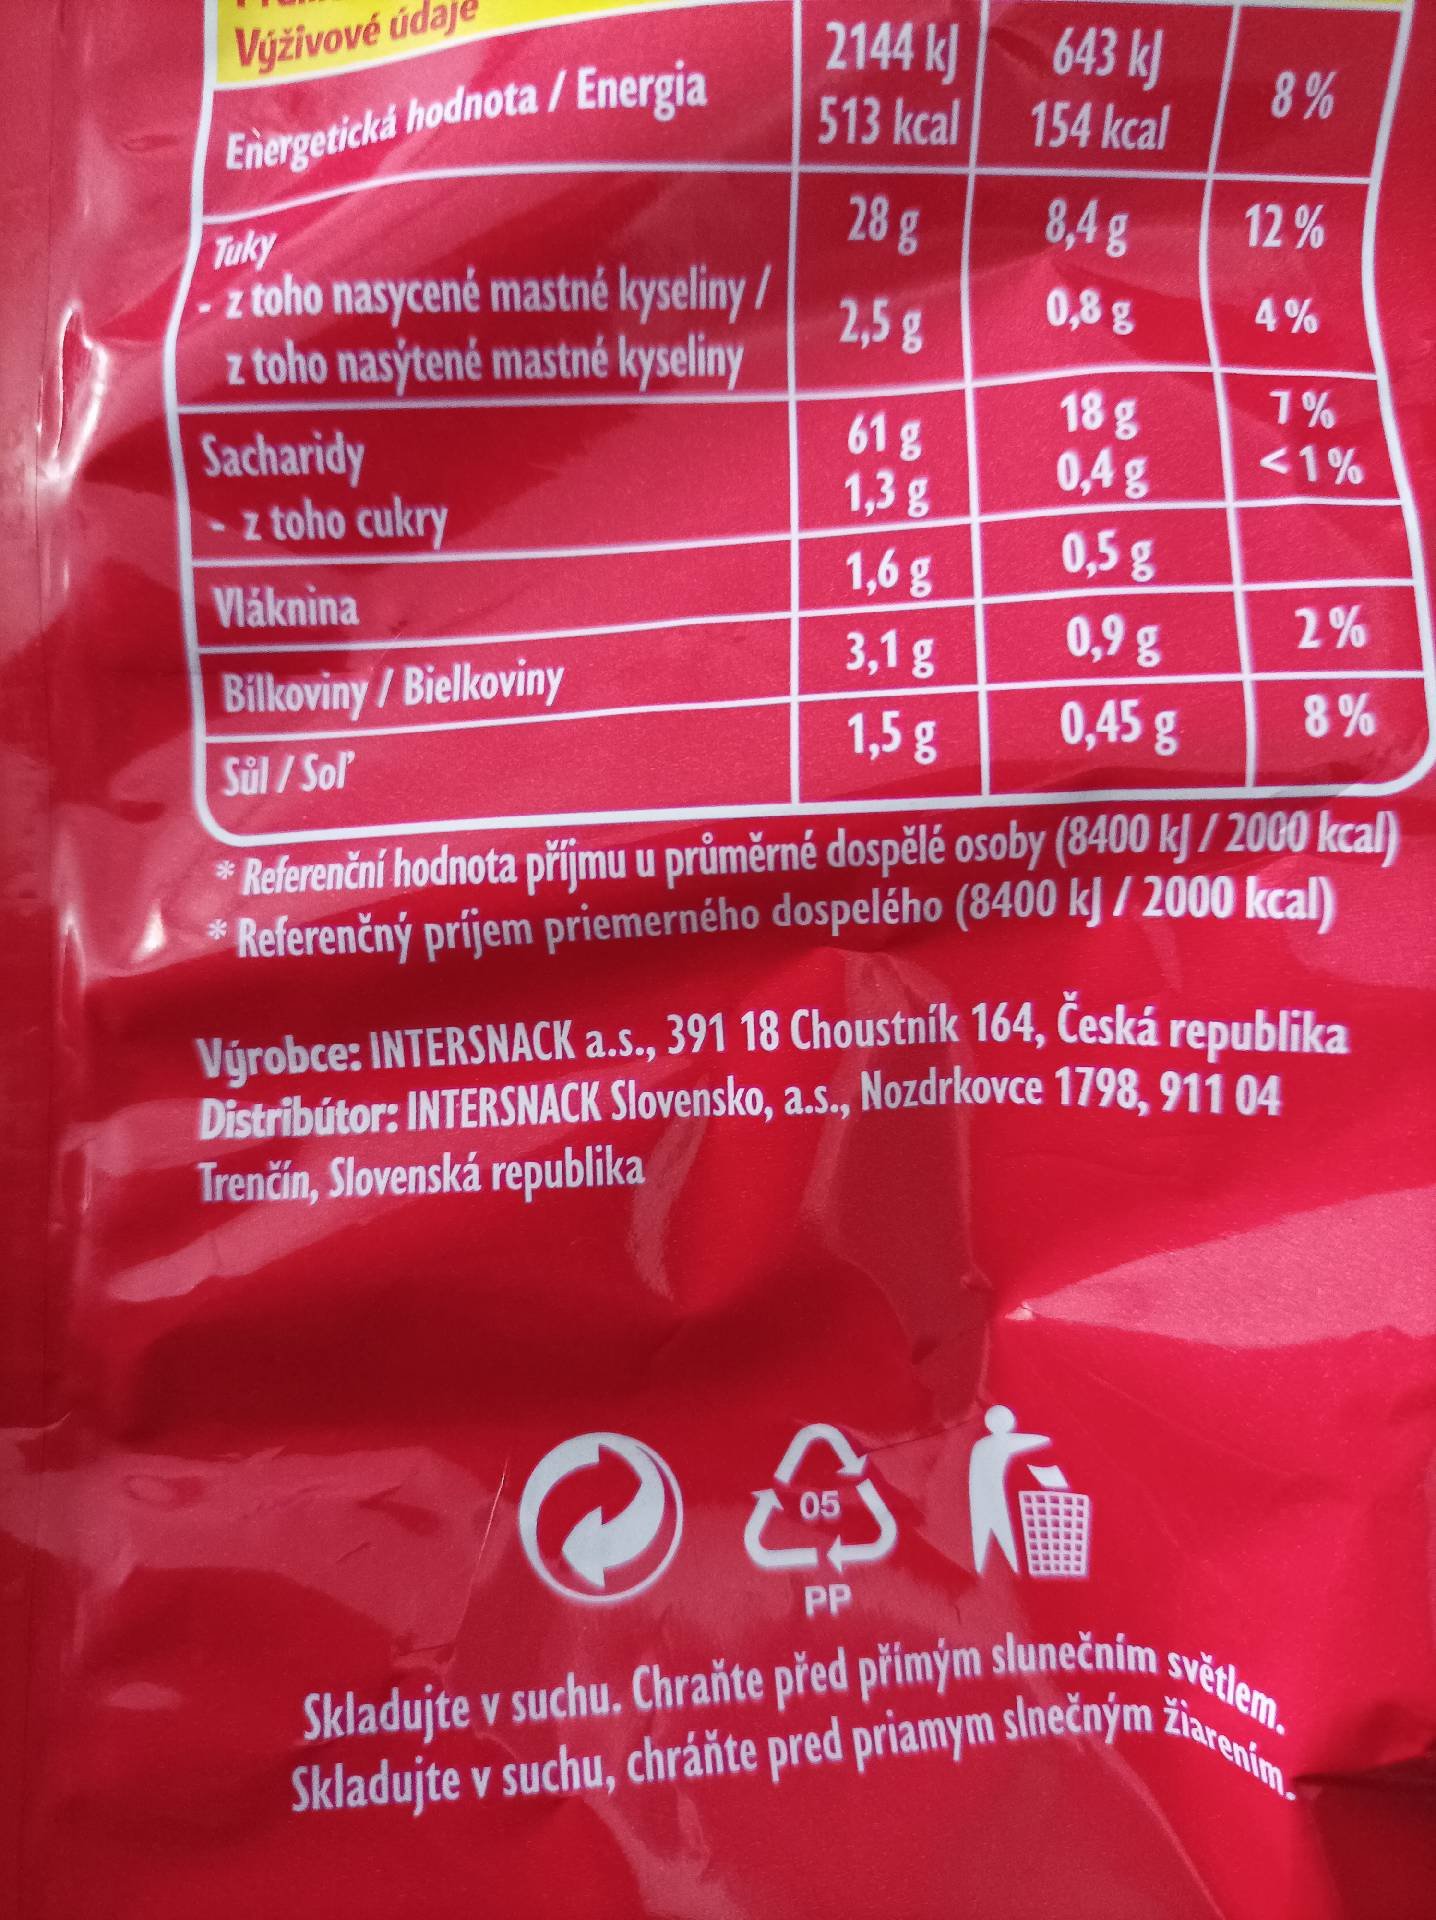 Výživové údaje
Energetická hodnota / Energia 2144 kJ 643 kJ 8 %
513 kcal 154 kcal
Tuky 28 g 8,4 g 12 %
- z toho nasycené mastné kyseliny / 2,5 g 0,8 g 4 %
z toho nasýtené mastné kyseliny
Sacharidy 61 g 18 g 7 %
- z toho cukry 1,3 g 0,4 g < 1 %
Vláknina 1,6 g 0,5 g
Bílkoviny / Bielkoviny 3,1 g 0,9 g 2 %
Sůl / Soľ 1,5 g 0,45 g 8 %
* Referenční hodnota příjmu u průměrné dospělé osoby (8400 kJ / 2000 kcal)
* Referenčný príjem priemerného dospelého (8400 kJ / 2000 kcal)
Výrobce: INTERSNACK a.s., 391 18 Choustník 164, Česká republika
Distribútor: INTERSNACK Slovensko, a.s., Nozdrkovce 1798, 911 04
Trenčín, Slovenská republika
05
PP
Skladujte v suchu. Chraňte před přímým slunečním světlem.
Skladujte v suchu, chráňte pred priamym slnečným žiarením.